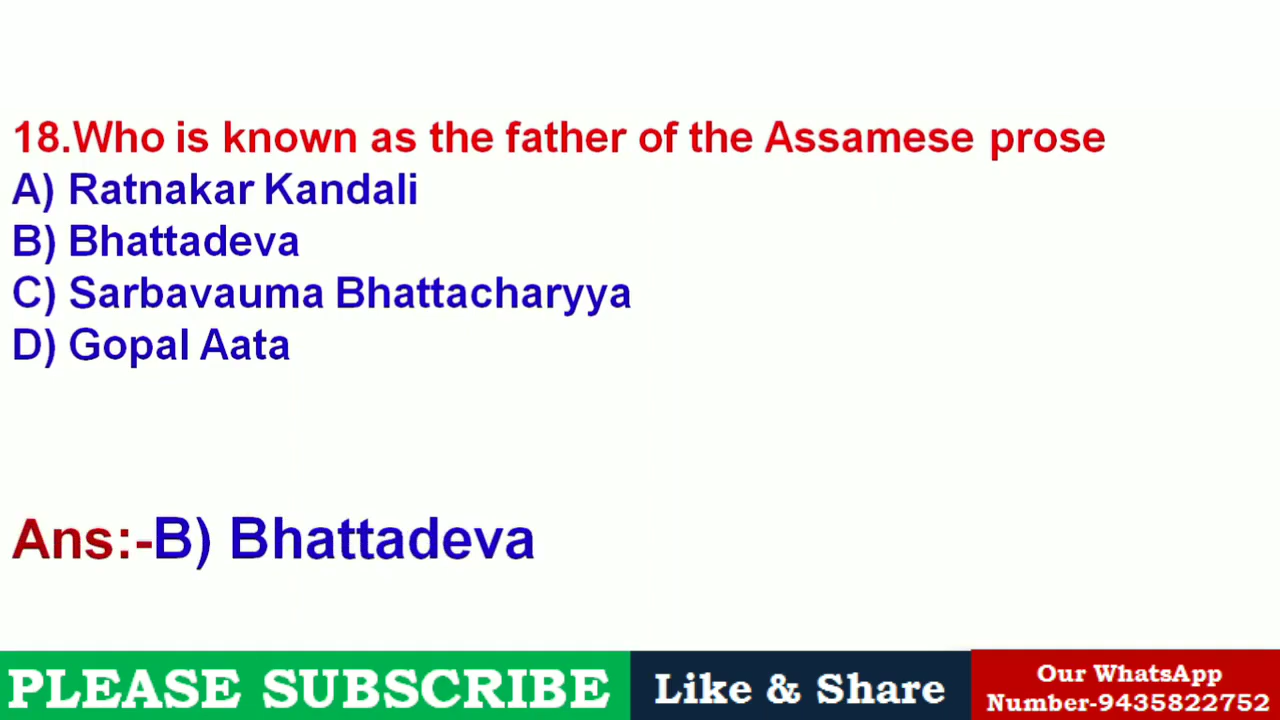 18.Who is known as the father of the Assamese prose
A) Ratnakar Kandali
B) Bhattadeva
C) Sarbavauma Bhattacharyya
D) Gopal Aata
Ans:-B) Bhattadeva
PLEASE SUBSCRIBE
Like & Share
Our WhatsApp
Number-9435822752